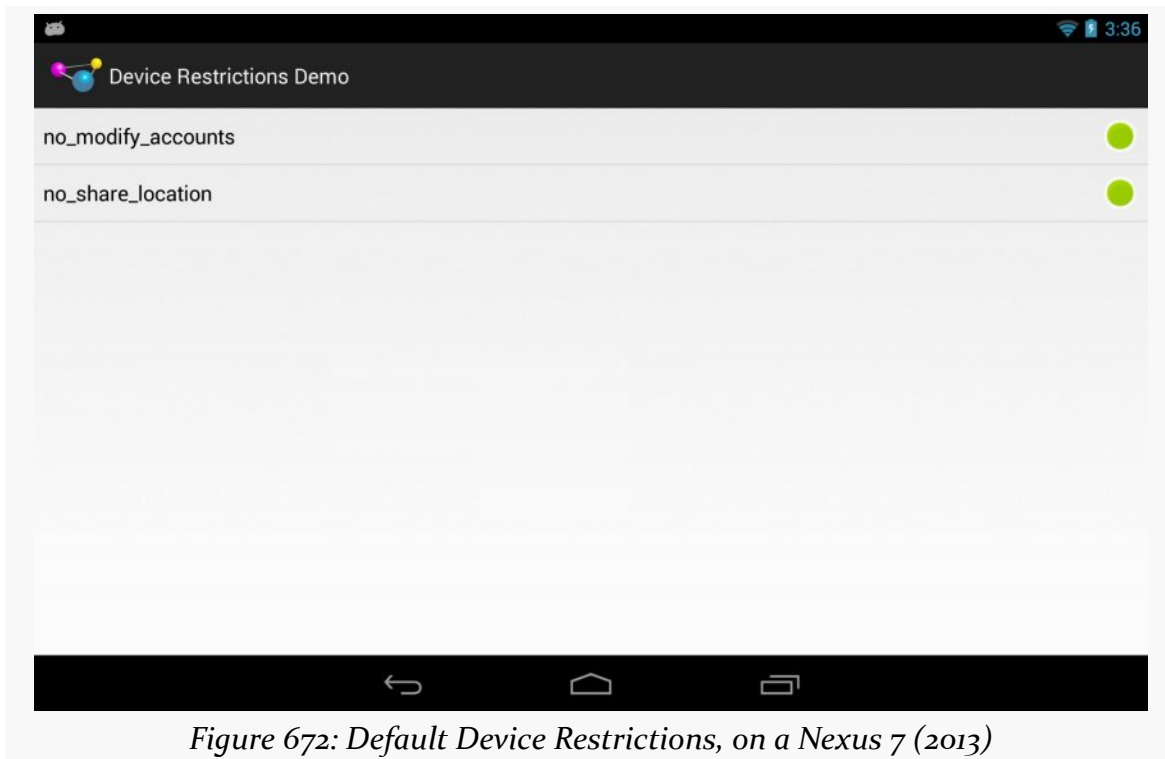 3:36
Device Restrictions Demo
no_modify_accounts
no_share_location
Figure 672: Default Device Restrictions, on a Nexus 7 (2013)